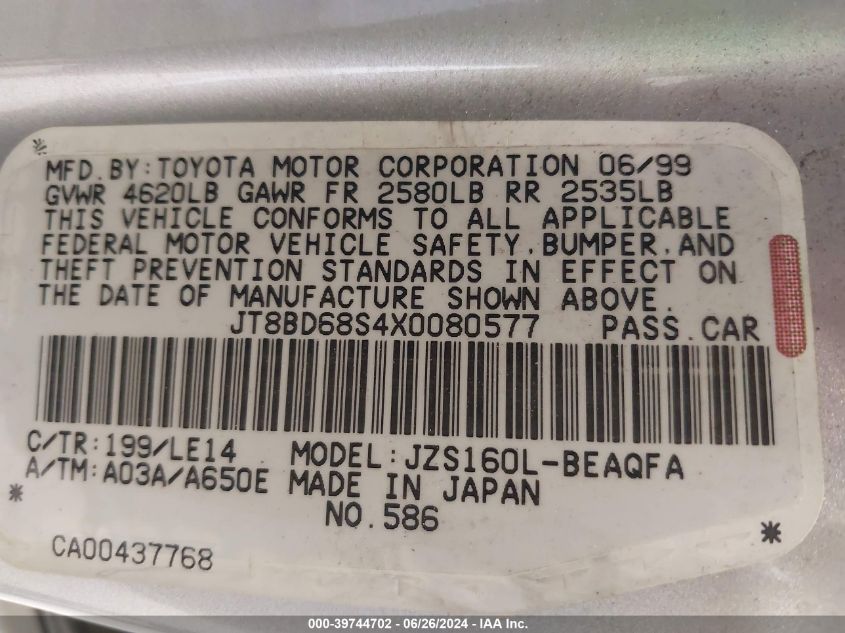 MFD.BY:TOYOTA MOTOR CORPORATION 06/99
GVWR 4620LB GAWR FR 2580LB RR 2535LB
THIS VEHICLE CONFORMS TO ALL APPLICABLE
FEDERAL MOTOR VEHICLE SAFETY,BUMPER,AND
THEFT PREVENTION STANDARDS IN EFFECT ON
THE DATE OF MANUFACTURE SHOWN ABOVE.
JT8BD68S4X0080577 PASS.CAR
C/TR:199/LE14 MODEL:JZS160L-BEAQFA
A/TM:A03A/A650E MADE IN JAPAN
NO.586
CA00437768
000-39744702 - 06/26/2024 - IAA Inc.